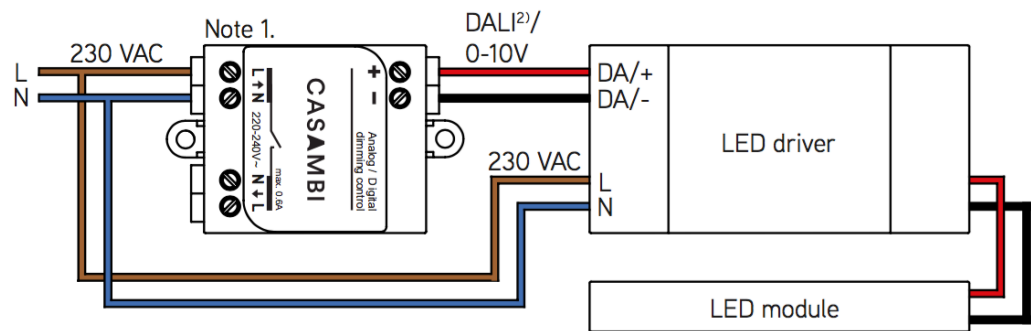 Note 1.
DALI²⁾/
0-10V
230 VAC
L
N
L ↑ N
220-240V~
N ↓ L
max. 0.6A
CASAMBI
Analog / Digital
dimming control
+
-
DA/+
DA/-
LED driver
230 VAC
L
N
LED module